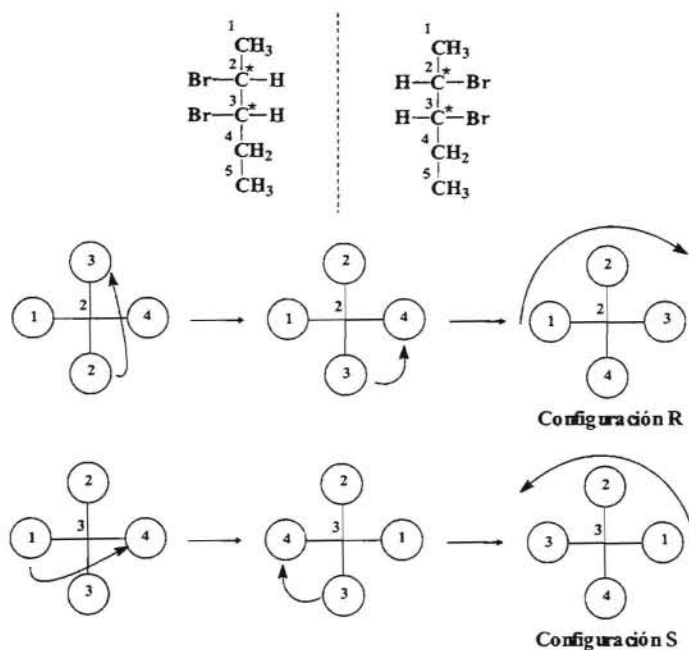 1 CH3
2 Br C* H
3 Br C* H
4 CH2
5 CH3
1 CH3
2 H C* Br
3 H C* Br
4 CH2
5 CH3
3
1 2 4
2
2
1 2 4
3
2
1 2 3
4
Configuración R
2
1 3 4
3
2
4 3 1
3
2
3 3 1
4
Configuración S